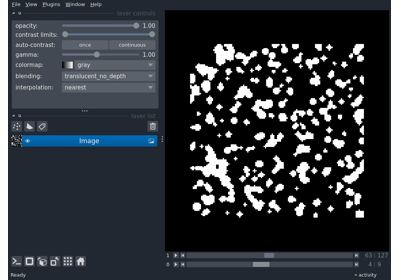 File View Plugins Window Help
layer controls
opacity: 1.00
contrast limits:
auto-contrast: once continuous
gamma: 1.00
colormap: gray
blending: translucent_no_depth
interpolation: nearest
layer list
Image
1 63 127
0 4 9
Ready activity